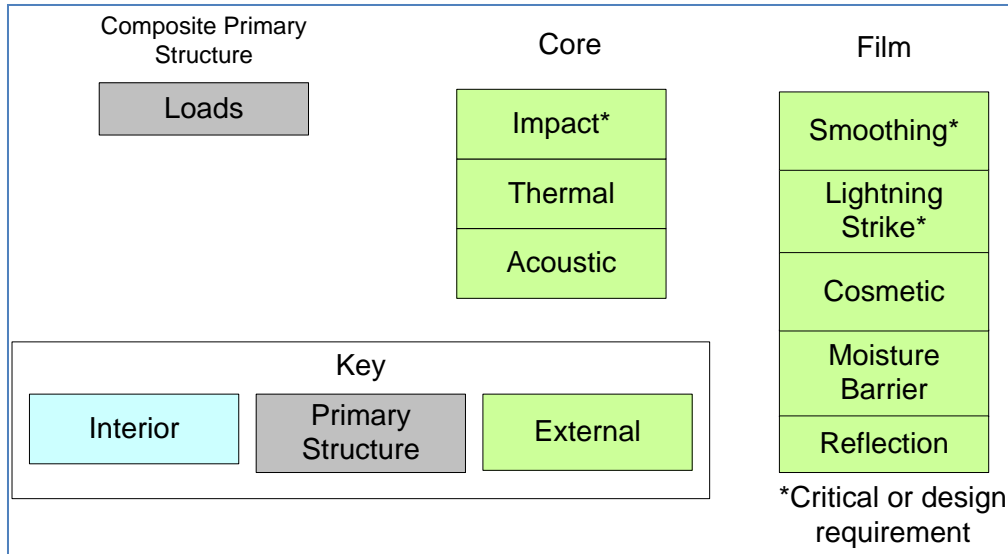 Composite Primary
Structure
Loads
Core
Impact*
Thermal
Acoustic
Film
Smoothing*
Lightning
Strike*
Cosmetic
Moisture
Barrier
Reflection
*Critical or design
requirement
Key
Interior
Primary
Structure
External